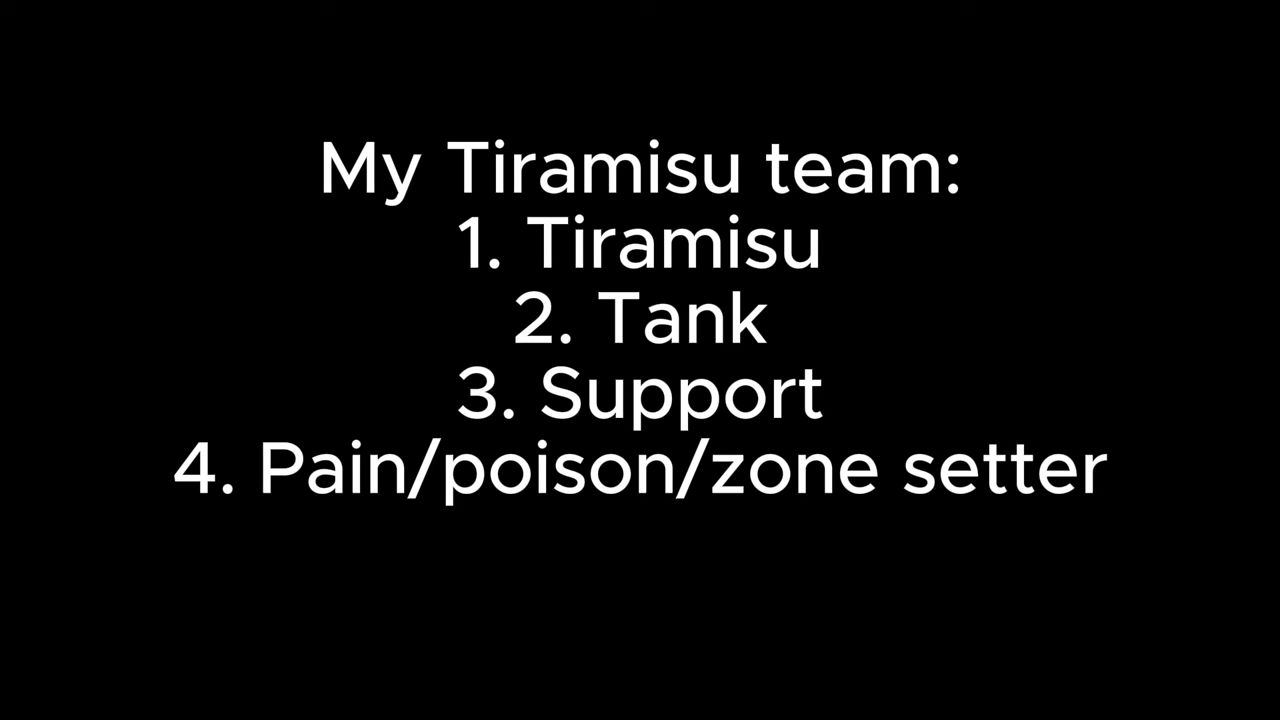 My Tiramisu team:
1. Tiramisu
2. Tank
3. Support
4. Pain/poison/zone setter